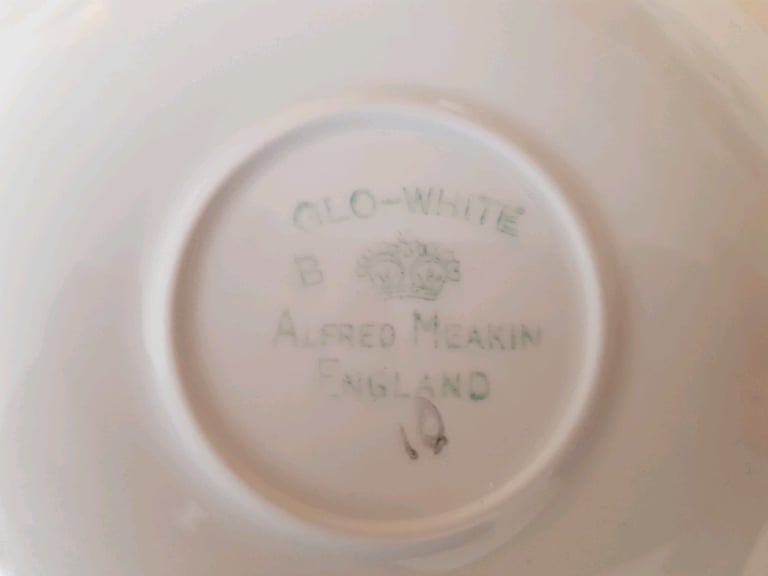 GLO-WHITE
B
ALFRED MEAKIN
ENGLAND
10